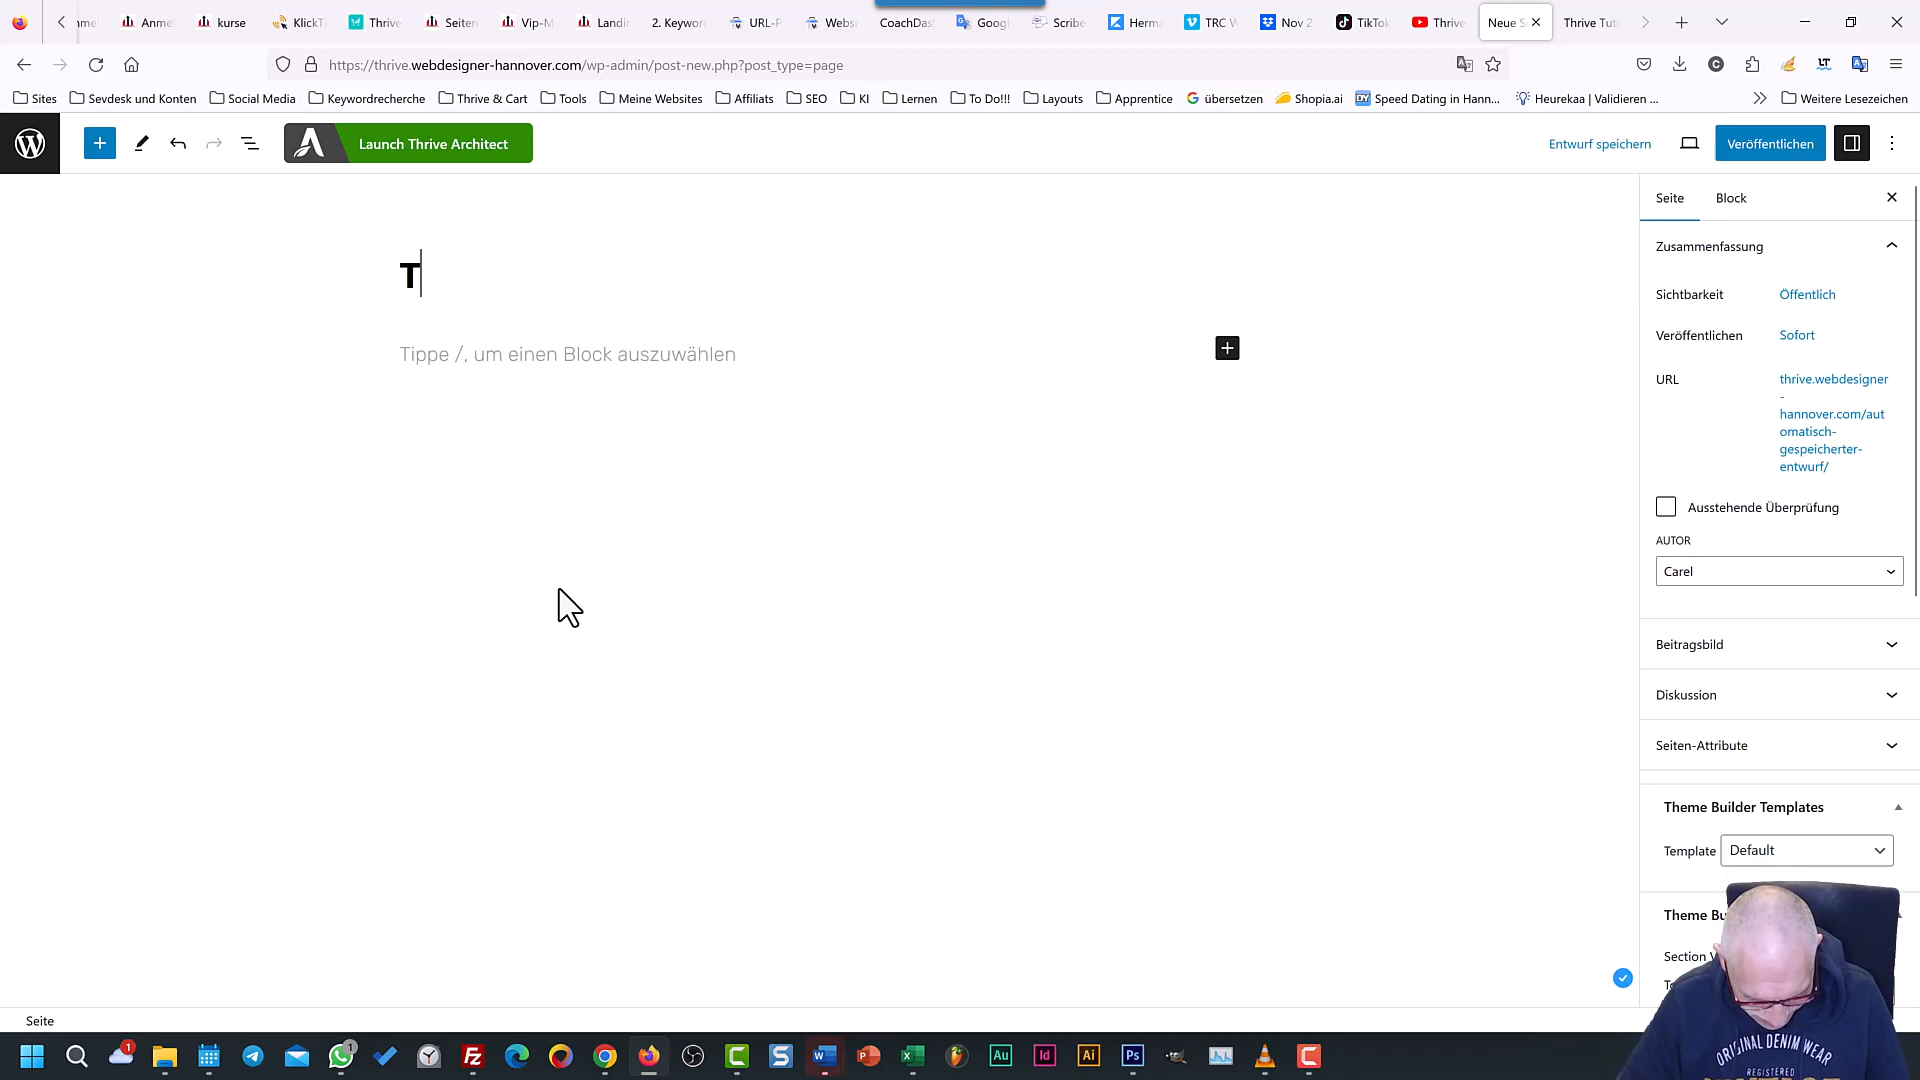 nme
Anme
kurse
KlickT
Thrive
Seiten
Vip-M
Landi
2. Keywor
URL-P
Webs
CoachDas
Googl
Scribe
Herma
TRC W
Nov 2
TikTok
Thrive
Neue S
Thrive Tut
https://thrive.webdesigner-hannover.com/wp-admin/post-new.php?post_type=page
Sites
Sevdesk und Konten
Social Media
Keywordrecherche
Thrive & Cart
Tools
Meine Websites
Affiliats
SEO
KI
Lernen
To Do!!!
Layouts
Apprentice
übersetzen
Shopia.ai
Speed Dating in Hann...
Heurekaa | Validieren ...
Weitere Lesezeichen
Launch Thrive Architect
Entwurf speichern
Veröffentlichen
Seite
Block
T
Tippe /, um einen Block auszuwählen
Zusammenfassung
Sichtbarkeit
Öffentlich
Veröffentlichen
Sofort
URL
thrive.webdesigner
-
hannover.com/aut
omatisch-
gespeicherter-
entwurf/
Ausstehende Überprüfung
AUTOR
Carel
Beitragsbild
Diskussion
Seiten-Attribute
Theme Builder Templates
Template
Default
Theme Bu
Section V
Seite
ORIGINAL DENIM WEAR
REGISTERED